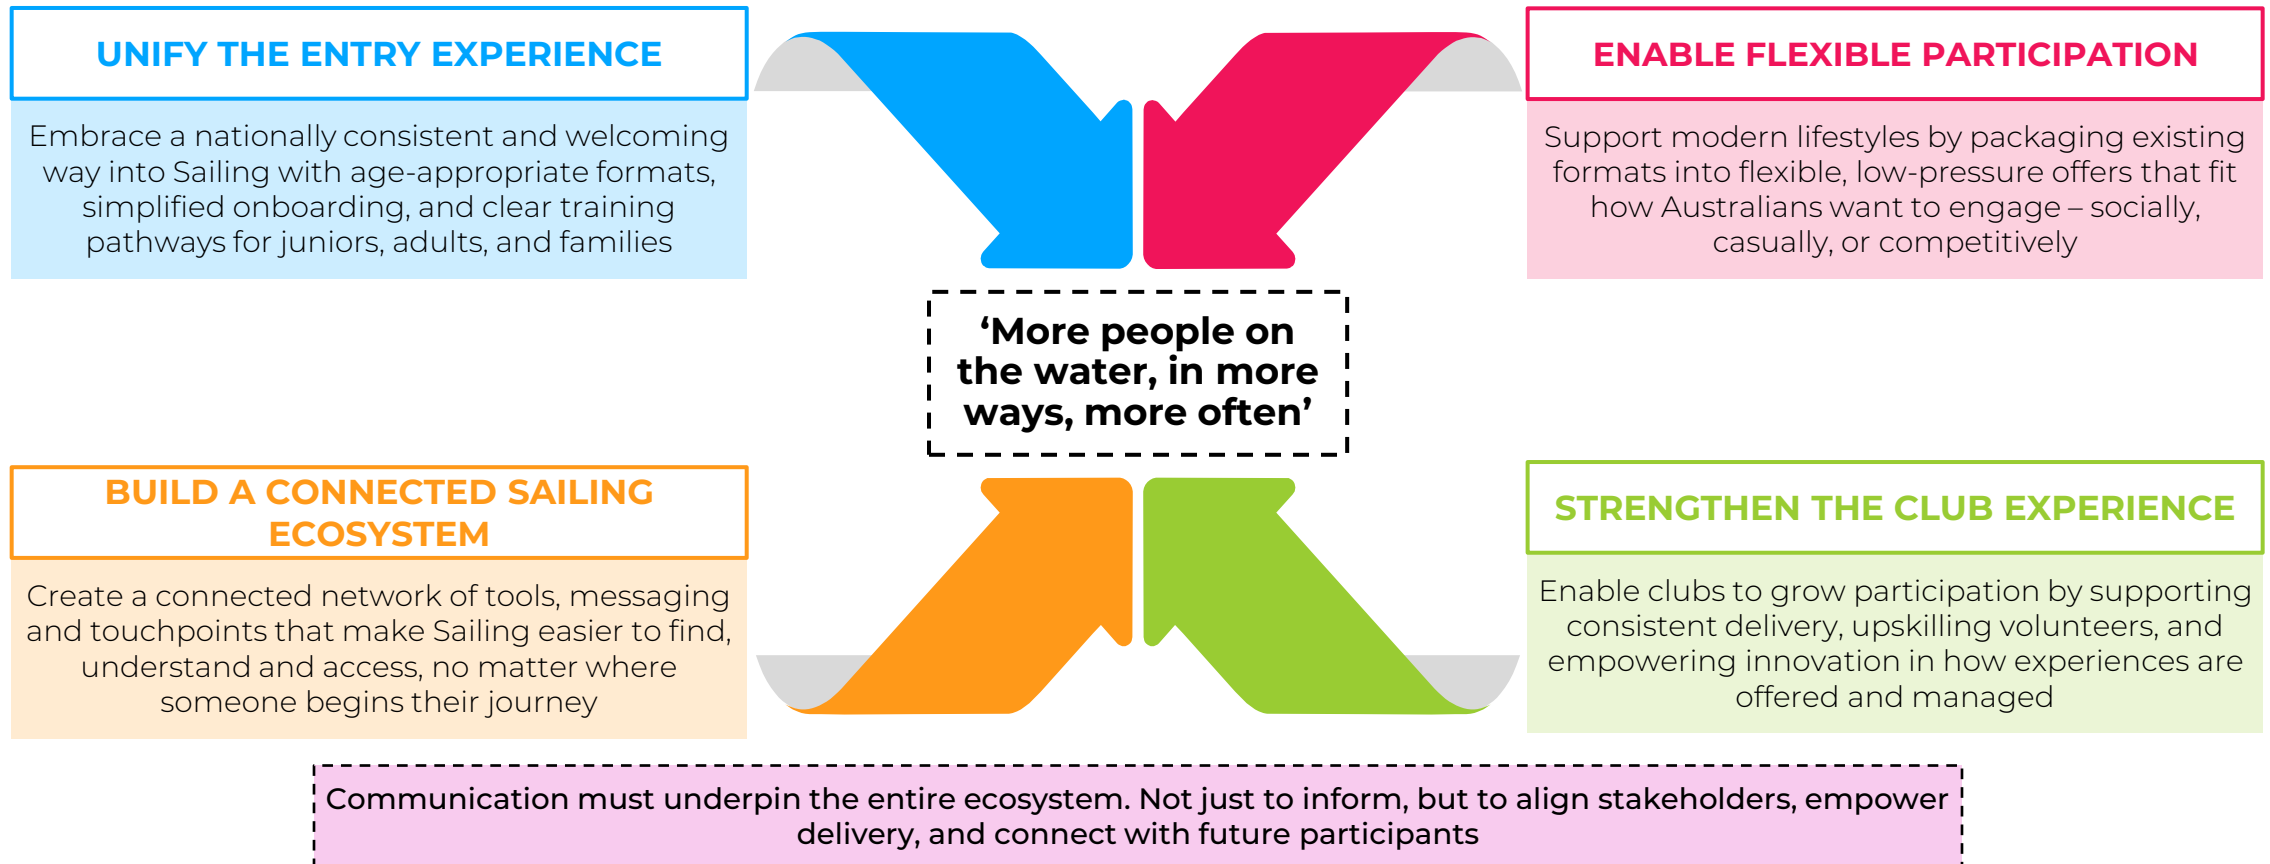 UNIFY THE ENTRY EXPERIENCE
Embrace a nationally consistent and welcoming
way into Sailing with age-appropriate formats,
simplified onboarding, and clear training
pathways for juniors, adults, and families
ENABLE FLEXIBLE PARTICIPATION
Support modern lifestyles by packaging existing
formats into flexible, low-pressure offers that fit
how Australians want to engage – socially,
casually, or competitively
‘More people on
the water, in more
ways, more often’
BUILD A CONNECTED SAILING
ECOSYSTEM
Create a connected network of tools, messaging
and touchpoints that make Sailing easier to find,
understand and access, no matter where
someone begins their journey
STRENGTHEN THE CLUB EXPERIENCE
Enable clubs to grow participation by supporting
consistent delivery, upskilling volunteers, and
empowering innovation in how experiences are
offered and managed
Communication must underpin the entire ecosystem. Not just to inform, but to align stakeholders, empower
delivery, and connect with future participants